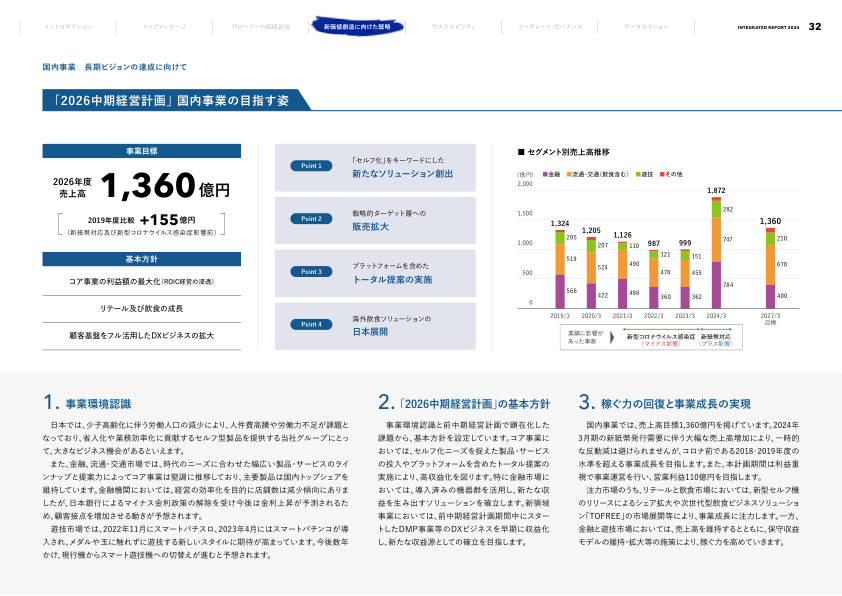 イントロダクション
トップメッセージ
グローリーの価値創造
新価値創造に向けた戦略
サステナビリティ
コーポレート・ガバナンス
データセクション
INTEGRATED REPORT 2024 32
国内事業 長期ビジョンの達成に向けて
「2026中期経営計画」国内事業の目指す姿
事業目標
2026年度
売上高
1,360億円
2019年度比較 +155億円
（新紙幣対応及び新型コロナウイルス感染症影響前）
基本方針
コア事業の利益額の最大化（ROIC経営の浸透）
リテール及び飲食の成長
顧客基盤をフル活用したDXビジネスの拡大
Point 1
「セルフ化」をキーワードにした
新たなソリューション創出
Point 2
戦略的ターゲット層への
販売拡大
Point 3
プラットフォームを含めた
トータル提案の実施
Point 4
海外飲食ソリューションの
日本展開
■ セグメント別売上高推移
（億円）
■金融 ■流通・交通（飲食含む） ■遊技 ■その他
2,000
1,500
1,000
500
0
1,324
205
519
566
2019/3
1,205
207
524
422
2020/3
1,126
110
490
498
2021/3
987
121
478
360
2022/3
999
151
455
362
2023/3
1,872
282
747
784
2024/3
1,360
210
670
400
2027/3
目標
業績に影響が
あった事象
新型コロナウイルス感染症
（マイナス影響）
新紙幣対応
（プラス影響）
1. 事業環境認識
日本では、少子高齢化に伴う労働人口の減少により、人件費高騰や労働力不足が課題と
なっており、省人化や業務効率化に貢献するセルフ型製品を提供する当社グループにとっ
て、大きなビジネス機会があるといえます。
また、金融、流通・交通市場では、時代のニーズに合わせた幅広い製品・サービスのライ
ンナップと提案力によってコア事業は堅調に推移しており、主要製品は国内トップシェアを
維持しています。金融機関においては、経営の効率化を目的に店舗数は減少傾向にありま
したが、日本銀行によるマイナス金利政策の解除を受け今後は金利上昇が予測されるた
め、顧客接点を増加させる動きが予想されます。
遊技市場では、2022年11月にスマートパチスロ、2023年4月にはスマートパチンコが導
入され、メダルや玉に触れずに遊技する新しいスタイルに期待が高まっています。今後数年
かけ、現行機からスマート遊技機への切替えが進むと予想されます。
2. 「2026中期経営計画」の基本方針
事業環境認識と前中期経営計画で顕在化した
課題から、基本方針を設定しています。コア事業に
おいては、セルフ化ニーズを捉えた製品・サービス
の投入やプラットフォームを含めたトータル提案の
実施により、高収益化を図ります。特に金融市場に
おいては、導入済みの機器群を活用し、新たな収
益を生み出すソリューションを確立します。新領域
事業においては、前中期経営計画期間中にスター
トしたDMP事業等のDXビジネスを早期に収益化
し、新たな収益源としての確立を目指します。
3. 稼ぐ力の回復と事業成長の実現
国内事業では、売上高目標1,360億円を掲げています。2024年
3月期の新紙幣発行需要に伴う大幅な売上高増加により、一時的
な反動減は避けられませんが、コロナ前である2018・2019年度の
水準を超える事業成長を目指します。また、本計画期間は利益重
視で事業運営を行い、営業利益110億円を目指します。
注力市場のうち、リテールと飲食市場においては、新型セルフ機
のリリースによるシェア拡大や次世代型飲食ビジネスソリューショ
ン「TOFREE」の市場展開等により、事業成長に注力します。一方、
金融と遊技市場においては、売上高を維持するとともに、保守収益
モデルの維持・拡大等の施策により、稼ぐ力を高めていきます。